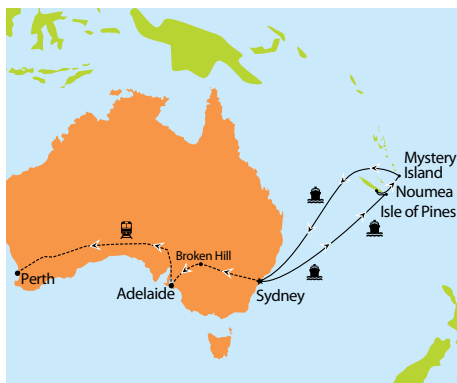 Mystery
Island
Noumea
Isle of Pines
Broken Hill
Perth
Adelaide
Sydney